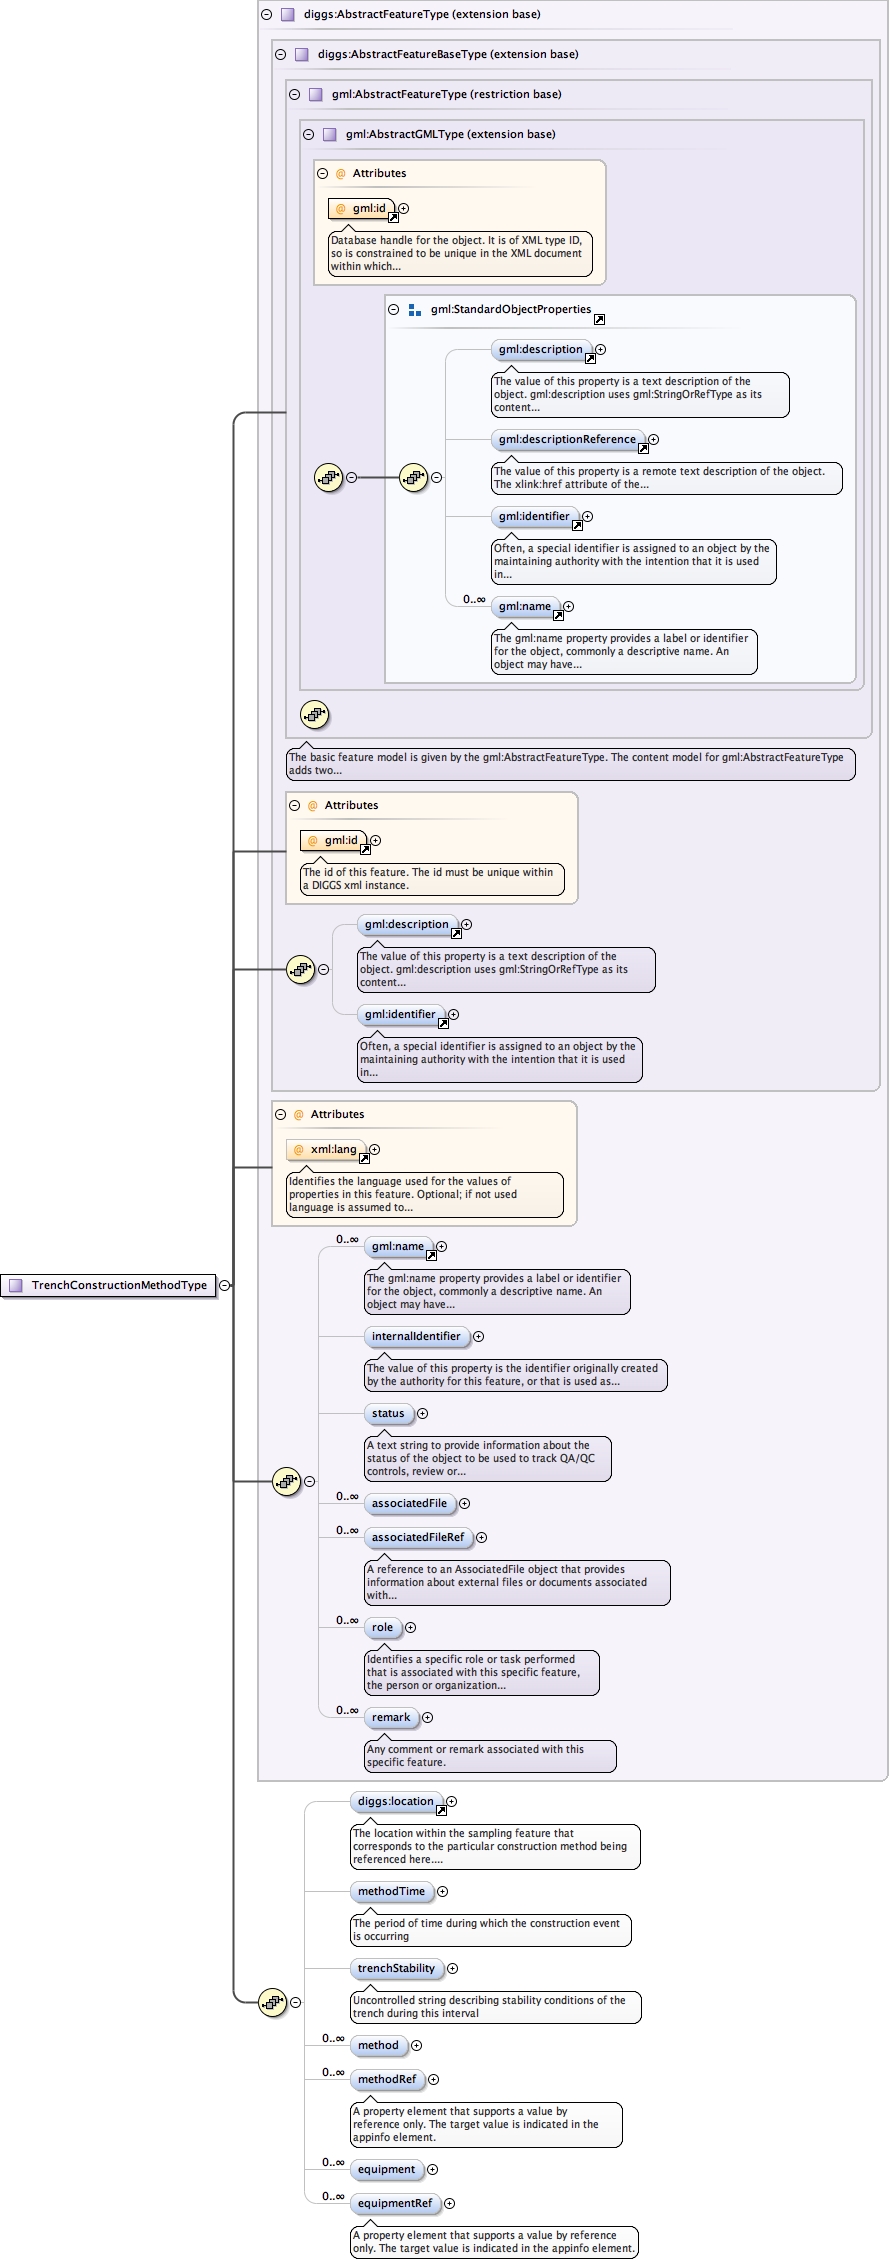 diggs:AbstractFeatureType (extension base)
diggs:AbstractFeatureBaseType (extension base)
gml:AbstractFeatureType (restriction base)
gml:AbstractGMLType (extension base)
@ Attributes
@ gml:id
Database handle for the object. It is of XML type ID,
so is constrained to be unique in the XML document
within which...
gml:StandardObjectProperties
gml:description
The value of this property is a text description of the
object. gml:description uses gml:StringOrRefType as its
content...
gml:descriptionReference
The value of this property is a remote text description of the object.
The xlink:href attribute of the...
gml:identifier
Often, a special identifier is assigned to an object by the
maintaining authority with the intention that it is used
in...
0..∞ gml:name
The gml:name property provides a label or identifier
for the object, commonly a descriptive name. An
object may have...
The basic feature model is given by the gml:AbstractFeatureType. The content model for gml:AbstractFeatureType
adds two...
@ Attributes
@ gml:id
The id of this feature. The id must be unique within
a DIGGS xml instance.
gml:description
The value of this property is a text description of the
object. gml:description uses gml:StringOrRefType as its
content...
gml:identifier
Often, a special identifier is assigned to an object by the
maintaining authority with the intention that it is used
in...
@ Attributes
@ xml:lang
Identifies the language used for the values of
properties in this feature. Optional; if not used
language is assumed to...
TrenchConstructionMethodType
0..∞ gml:name
The gml:name property provides a label or identifier
for the object, commonly a descriptive name. An
object may have...
internalIdentifier
The value of this property is the identifier originally created
by the authority for this feature, or that is used as...
status
A text string to provide information about the
status of the object to be used to track QA/QC
controls, review or...
0..∞ associatedFile
0..∞ associatedFileRef
A reference to an AssociatedFile object that provides
information about external files or documents associated
with...
0..∞ role
Identifies a specific role or task performed
that is associated with this specific feature,
the person or organization...
0..∞ remark
Any comment or remark associated with this
specific feature.
diggs:location
The location within the sampling feature that
corresponds to the particular construction method being
referenced here....
methodTime
The period of time during which the construction event
is occurring
trenchStability
Uncontrolled string describing stability conditions of the
trench during this interval
0..∞ method
0..∞ methodRef
A property element that supports a value by
reference only. The target value is indicated in the
appinfo element.
0..∞ equipment
0..∞ equipmentRef
A property element that supports a value by reference
only. The target value is indicated in the appinfo element.